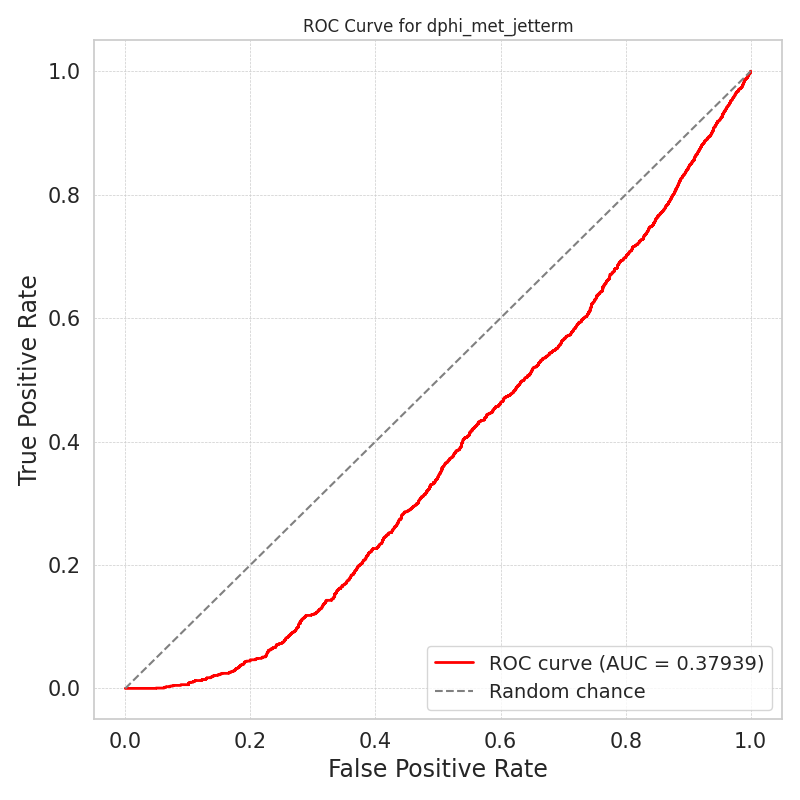 ROC Curve for dphi_met_jetterm
1.0
0.8
0.6
0.4
0.2
0.0
True Positive Rate
ROC curve (AUC = 0.37939)
Random chance
0.0 0.2 0.4 0.6 0.8 1.0
False Positive Rate